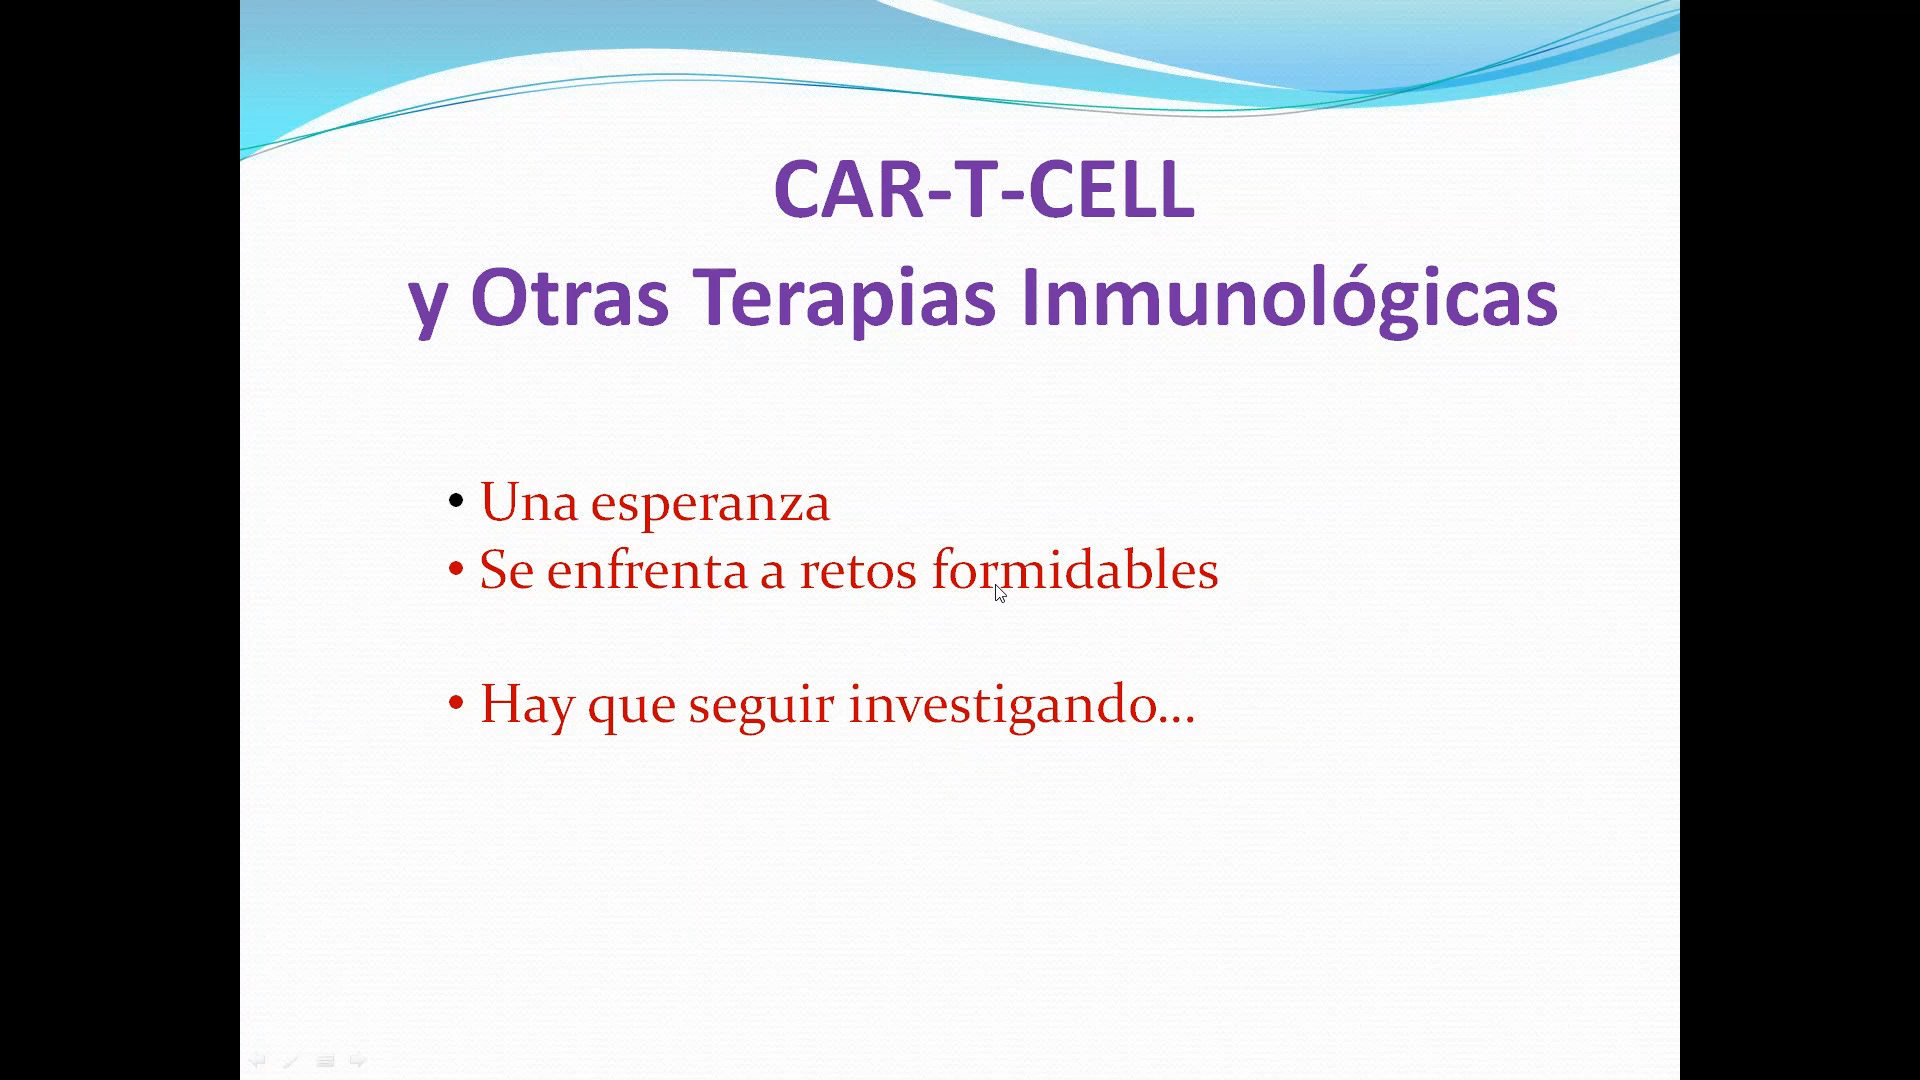 CAR-T-CELL
y Otras Terapias Inmunológicas
• Una esperanza
• Se enfrenta a retos formidables
• Hay que seguir investigando...